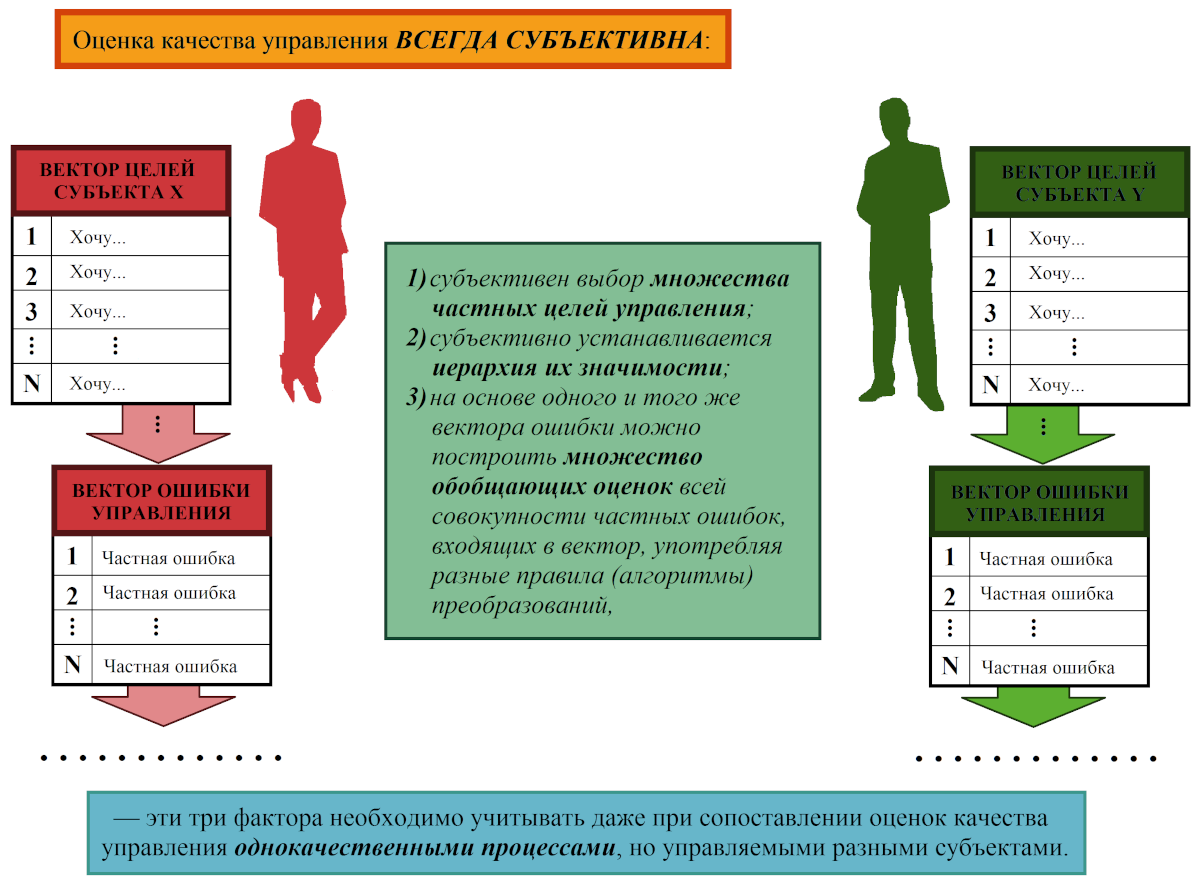 Оценка качества управления ВСЕГДА СУБЪЕКТИВНА:
ВЕКТОР ЦЕЛЕЙ
СУБЪЕКТА X
1 Хочу...
2 Хочу...
3 Хочу...
⋮ ⋮
N Хочу...
⋮
ВЕКТОР ОШИБКИ
УПРАВЛЕНИЯ
1 Частная ошибка
2 Частная ошибка
⋮ ⋮
N Частная ошибка
1) субъективен выбор множества
частных целей управления;
2) субъективно устанавливается
иерархия их значимости;
3) на основе одного и того же
вектора ошибки можно
построить множество
обобщающих оценок всей
совокупности частных ошибок,
входящих в вектор, употребляя
разные правила (алгоритмы)
преобразований,
ВЕКТОР ЦЕЛЕЙ
СУБЪЕКТА Y
1 Хочу...
2 Хочу...
3 Хочу...
⋮ ⋮
N Хочу...
⋮
ВЕКТОР ОШИБКИ
УПРАВЛЕНИЯ
1 Частная ошибка
2 Частная ошибка
⋮ ⋮
N Частная ошибка
— эти три фактора необходимо учитывать даже при сопоставлении оценок качества
управления однокачественными процессами, но управляемыми разными субъектами.